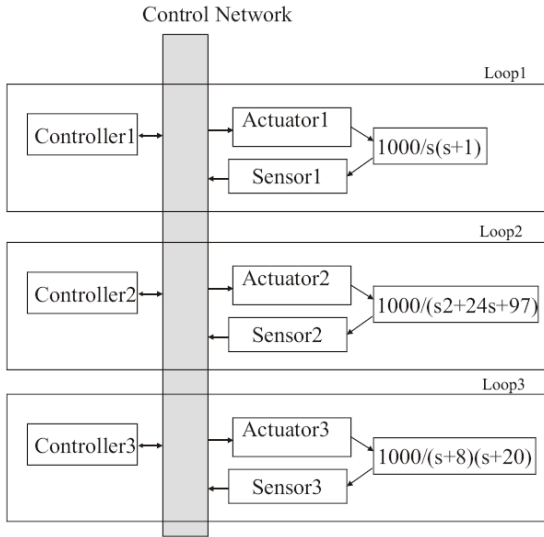 Control Network
Loop1
Controller1
Actuator1
1000/s(s+1)
Sensor1
Loop2
Controller2
Actuator2
1000/(s2+24s+97)
Sensor2
Loop3
Controller3
Actuator3
1000/(s+8)(s+20)
Sensor3